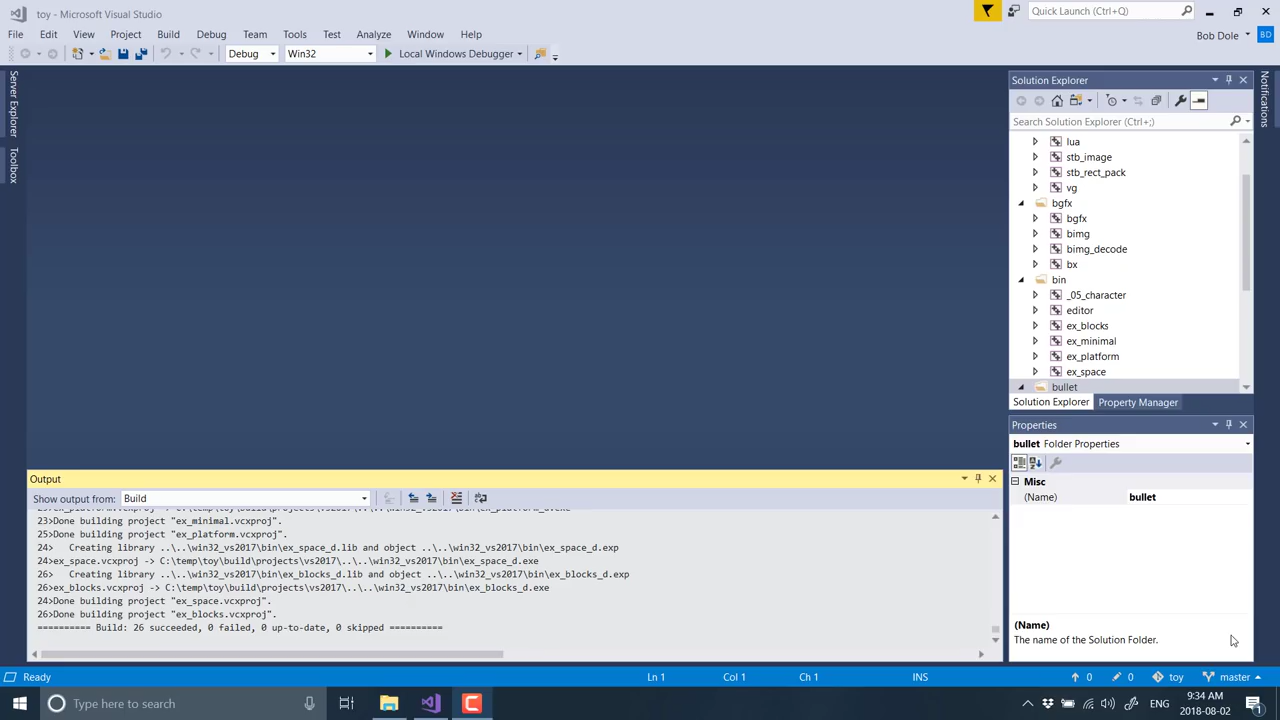 toy - Microsoft Visual Studio
Quick Launch (Ctrl+Q)
File Edit View Project Build Debug Team Tools Test Analyze Window Help
Bob Dole BD
Debug Win32 Local Windows Debugger
Server Explorer
Toolbox
Notifications
Solution Explorer
Search Solution Explorer (Ctrl+;)
lua
stb_image
stb_rect_pack
vg
bgfx
bgfx
bimg
bimg_decode
bx
bin
_05_character
editor
ex_blocks
ex_minimal
ex_platform
ex_space
bullet
Solution Explorer Property Manager
Properties
bullet Folder Properties
Misc
(Name) bullet
(Name)
The name of the Solution Folder.
Output
Show output from: Build
23>Done building project "ex_minimal.vcxproj".
25>Done building project "ex_platform.vcxproj".
24> Creating library ..\..\win32_vs2017\bin\ex_space_d.lib and object ..\..\win32_vs2017\bin\ex_space_d.exp
24>ex_space.vcxproj -> C:\temp\toy\build\projects\vs2017\..\..\win32_vs2017\bin\ex_space_d.exe
26> Creating library ..\..\win32_vs2017\bin\ex_blocks_d.lib and object ..\..\win32_vs2017\bin\ex_blocks_d.exp
26>ex_blocks.vcxproj -> C:\temp\toy\build\projects\vs2017\..\..\win32_vs2017\bin\ex_blocks_d.exe
24>Done building project "ex_space.vcxproj".
26>Done building project "ex_blocks.vcxproj".
========== Build: 26 succeeded, 0 failed, 0 up-to-date, 0 skipped ==========
Ready Ln 1 Col 1 Ch 1 INS 0 0 toy master
Type here to search
ENG 9:34 AM
2018-08-02 1